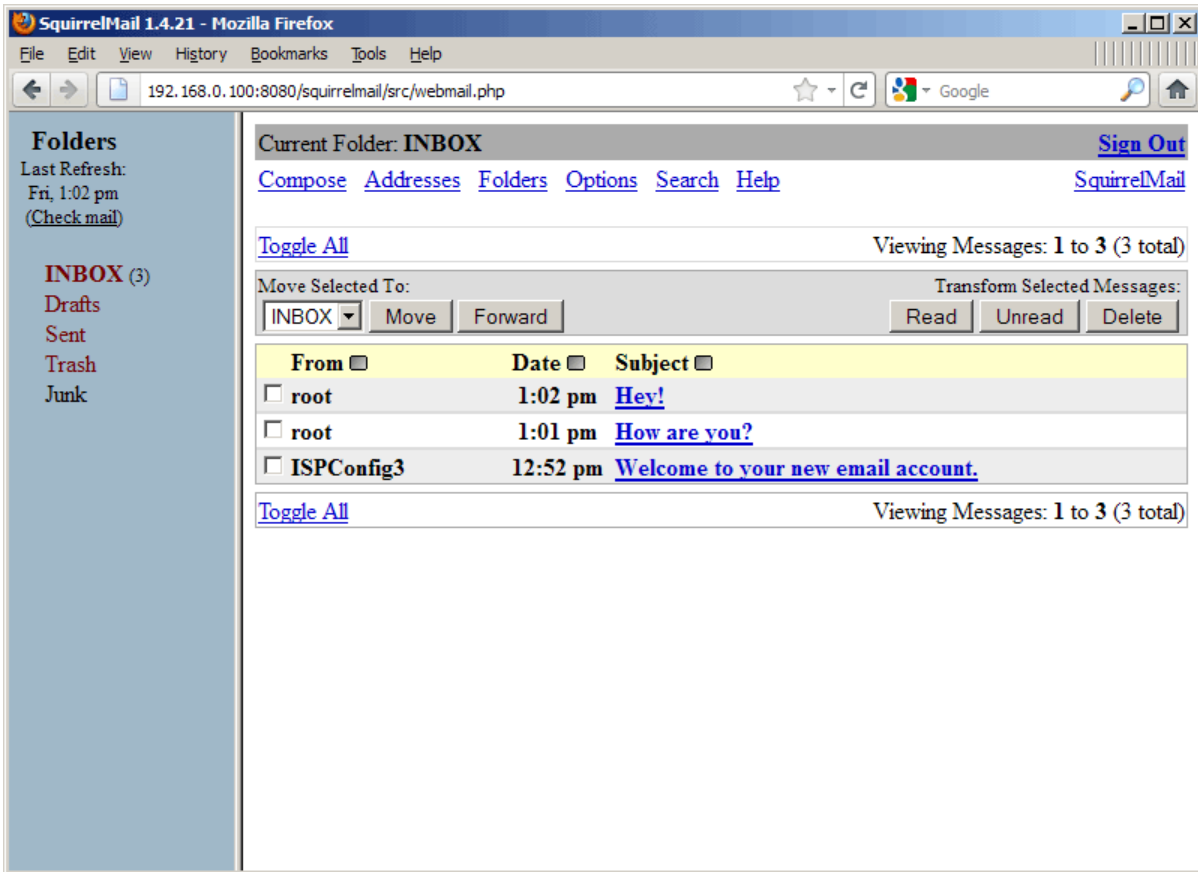 SquirrelMail 1.4.21 - Mozilla Firefox
File Edit View History Bookmarks Tools Help
192.168.0.100:8080/squirrelmail/src/webmail.php Google
Folders
Last Refresh:
Fri, 1:02 pm
(Check mail)
INBOX (3)
Drafts
Sent
Trash
Junk
Current Folder: INBOX Sign Out
Compose Addresses Folders Options Search Help SquirrelMail
Toggle All Viewing Messages: 1 to 3 (3 total)
Move Selected To: Transform Selected Messages:
INBOX Move Forward Read Unread Delete
From Date Subject
root 1:02 pm Hey!
root 1:01 pm How are you?
ISPConfig3 12:52 pm Welcome to your new email account.
Toggle All Viewing Messages: 1 to 3 (3 total)